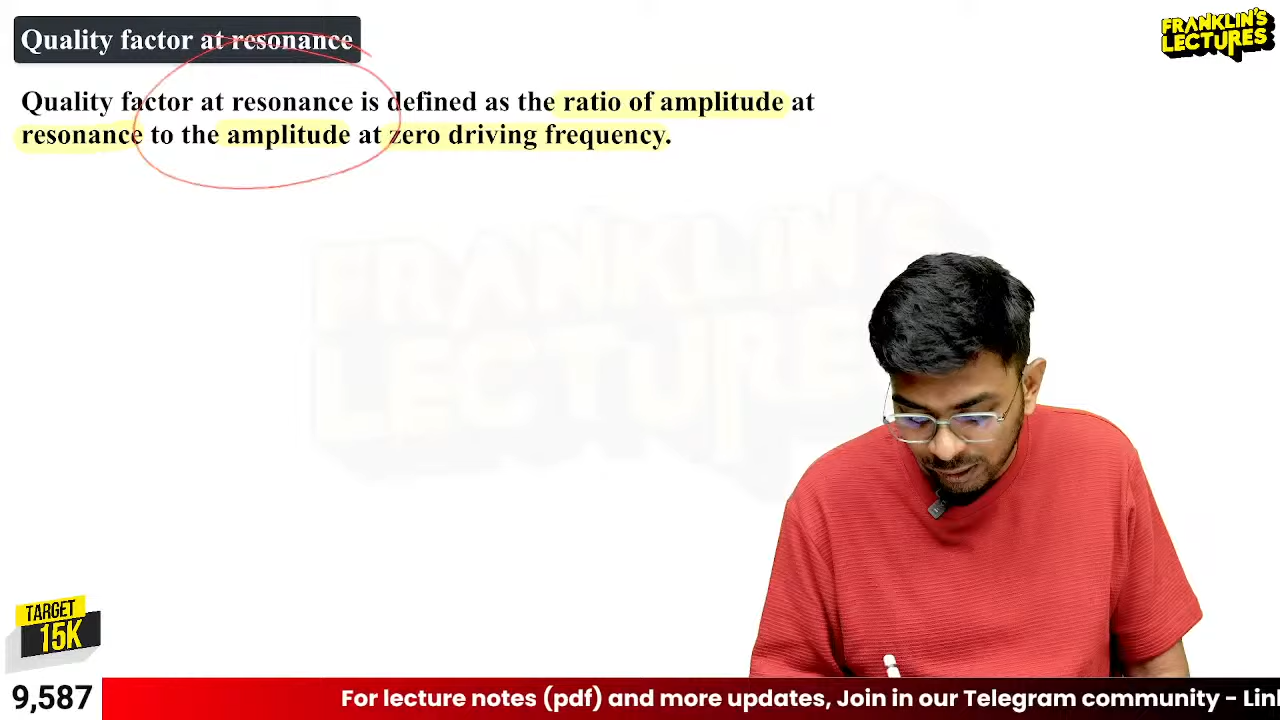 Quality factor at resonance
FRANKLIN'S
LECTURES
Quality factor at resonance is defined as the ratio of amplitude at
resonance to the amplitude at zero driving frequency.
FRANKLIN'S
LECTURES
TARGET
15K
9,587
For lecture notes (pdf) and more updates, Join in our Telegram community - Lin